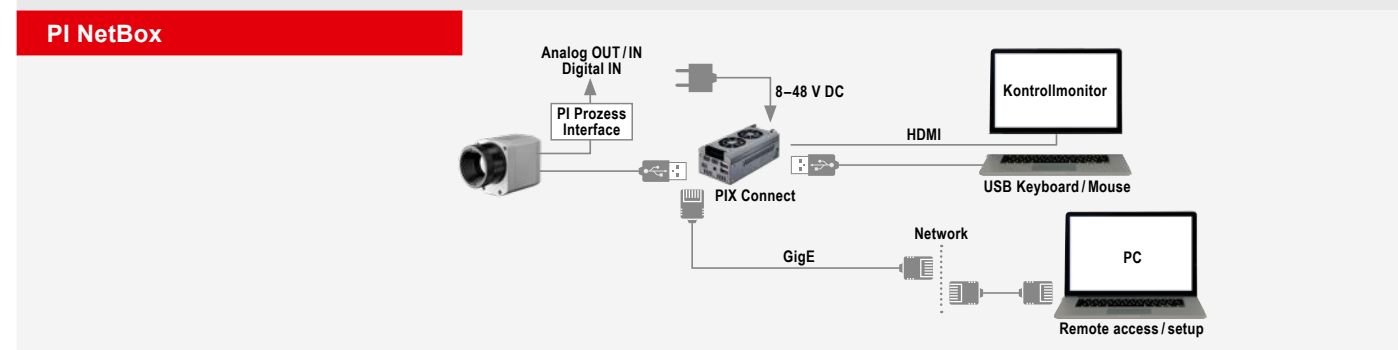 PI NetBox
Analog OUT / IN
Digital IN
PI Prozess
Interface
8–48 V DC
Kontrollmonitor
HDMI
USB Keyboard / Mouse
PIX Connect
Network
GigE
PC
Remote access / setup